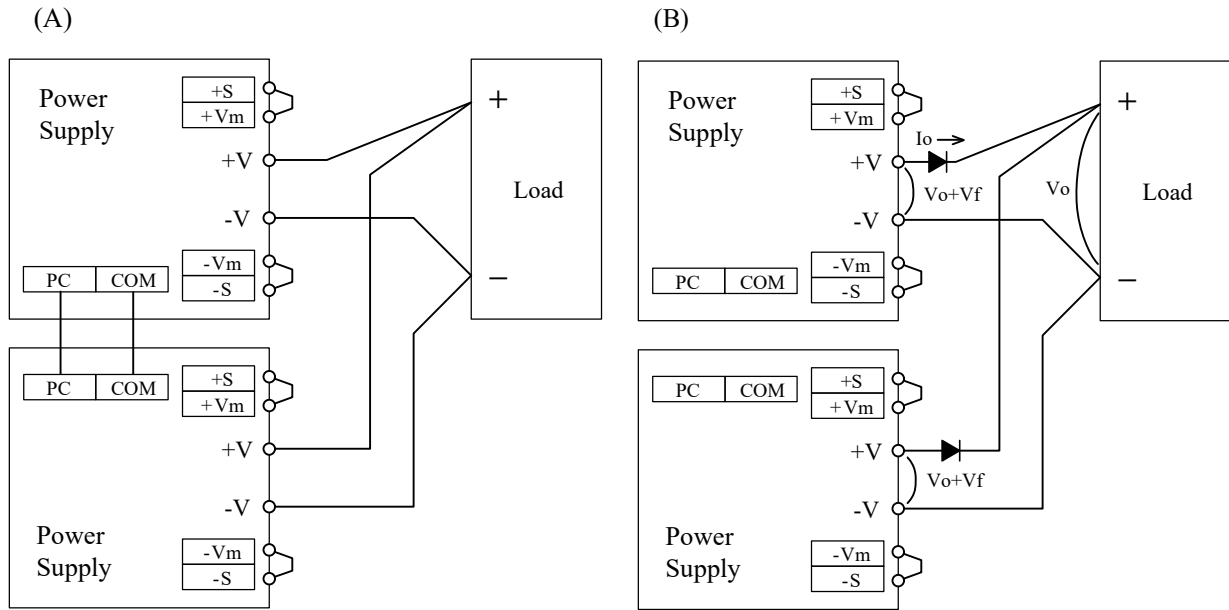 (A)
Power
Supply
+S
+Vm
+V
-V
-Vm
-S
PC COM
+
Load
−
PC COM
+S
+Vm
+V
-V
Power
Supply
-Vm
-S
(B)
Power
Supply
+S
+Vm
Io
+V
Vo+Vf
-V
-Vm
-S
PC COM
+
Vo
Load
−
PC COM
+S
+Vm
+V
Vo+Vf
-V
Power
Supply
-Vm
-S